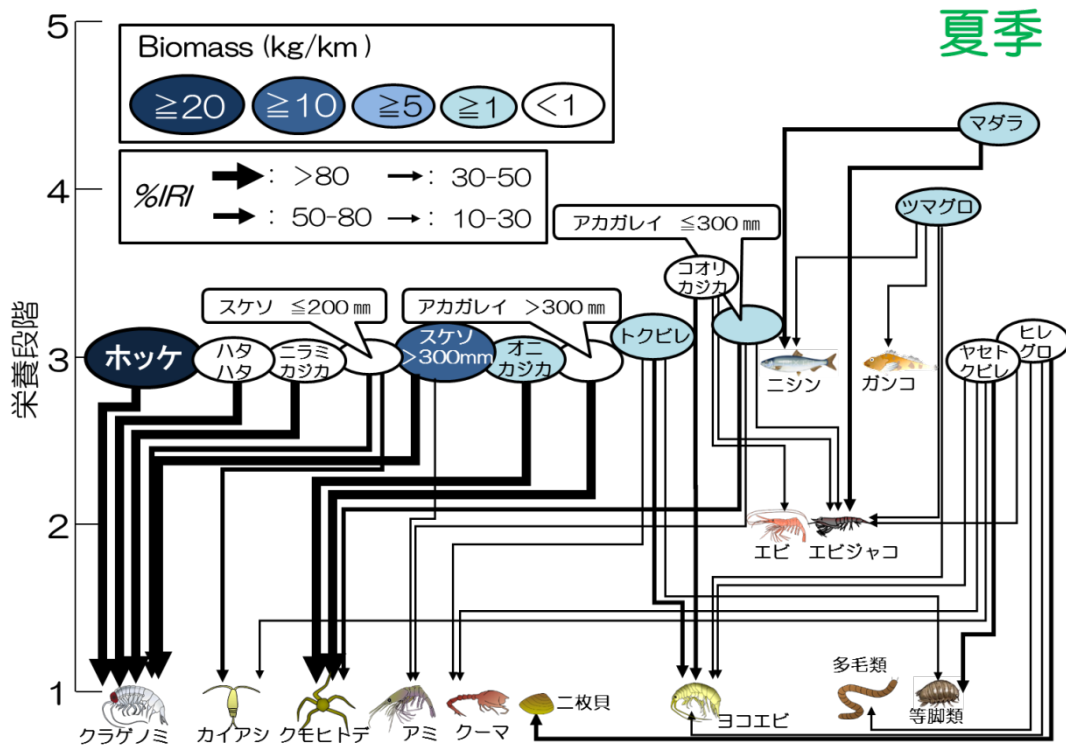 夏季
5
Biomass (kg/km)
≧20 ≧10 ≧5 ≧1 <1
マダラ
4
%IRI : >80 : 30-50
: 50-80 : 10-30
アカガレイ ≦300㎜
ツマグロ
コオリ
カジカ
スケソ ≦200㎜
アカガレイ >300㎜
栄養段階
3
ホッケ
ハタ
ハタ
ニラミ
カジカ
スケソ
>300mm
オニ
カジカ
トクビレ
ニシン
ガンコ
ヤセト
クビレ
ヒレ
グロ
2
エビ
エビジャコ
1
クラゲノミ
カイアシ
クモヒトデ
アミ
クーマ
二枚貝
ヨコエビ
多毛類
等脚類